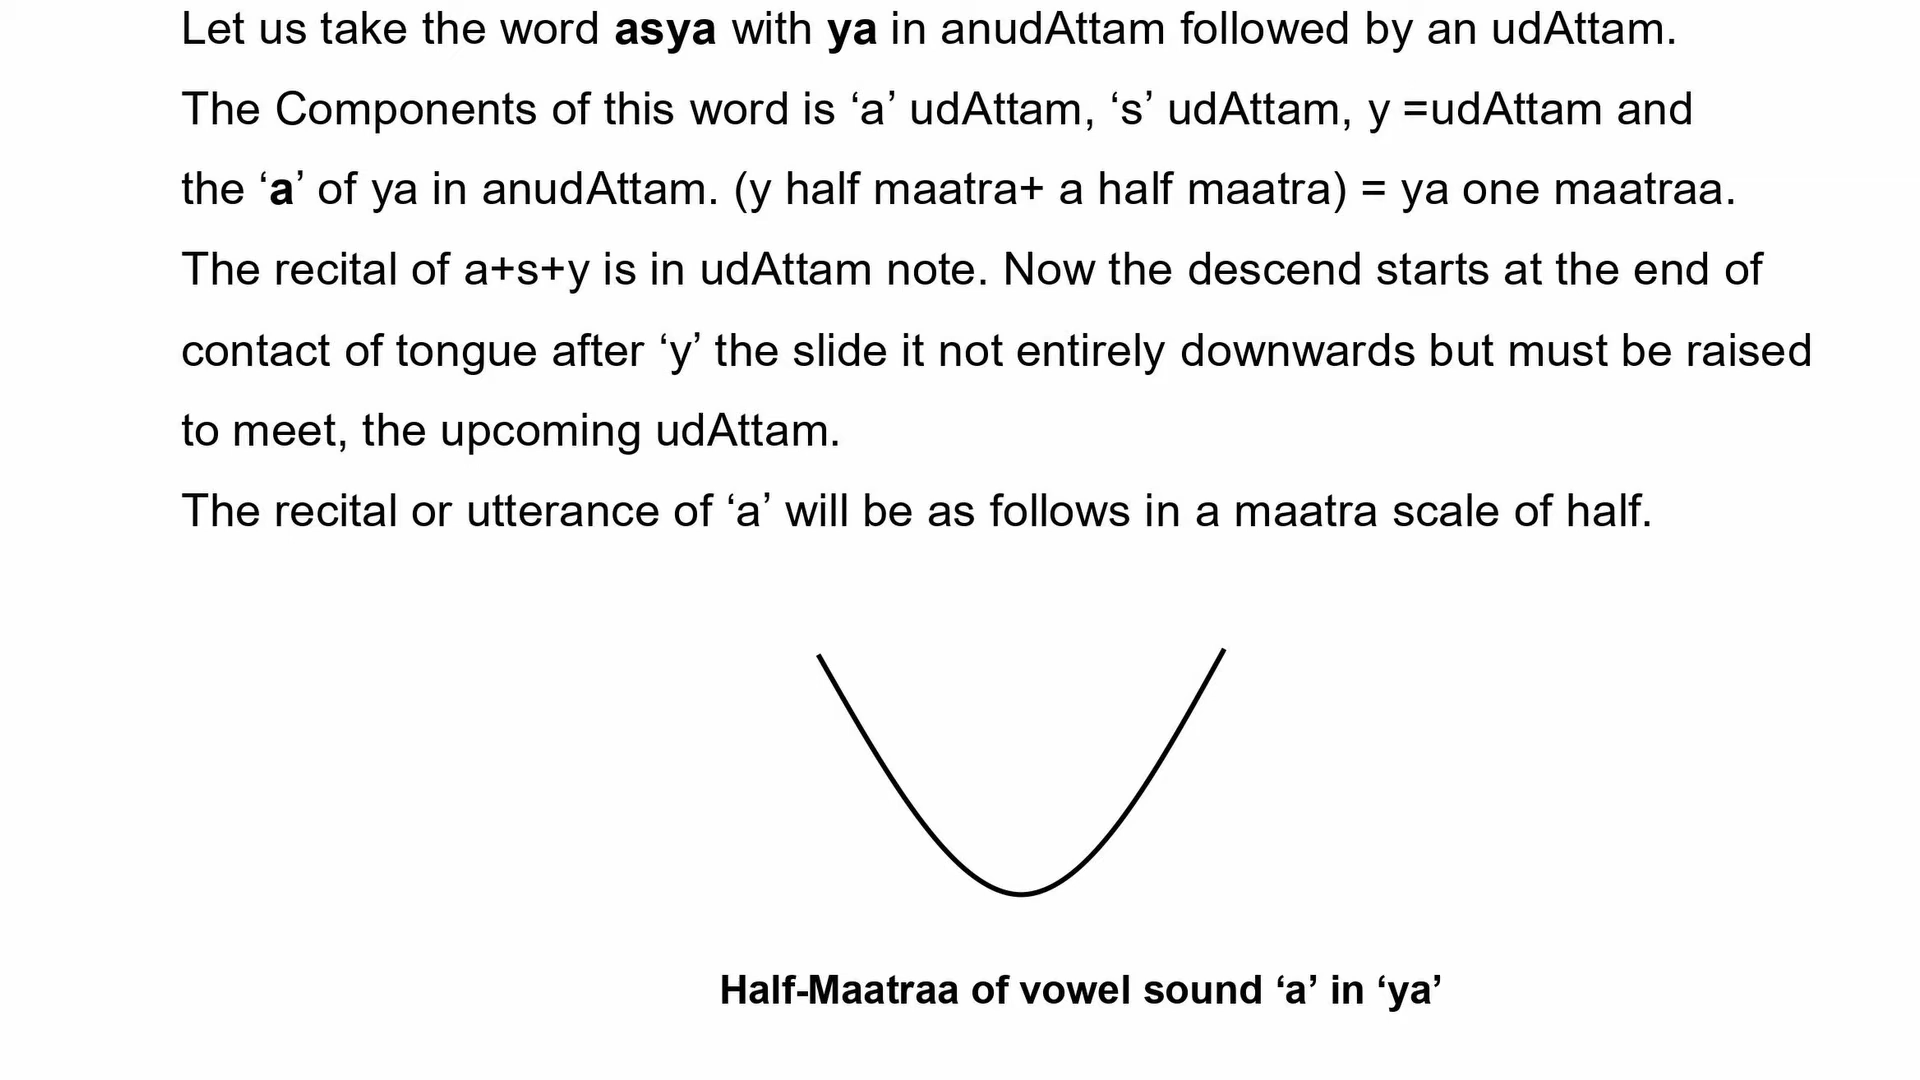 Let us take the word asya with ya in anudAttam followed by an udAttam.
The Components of this word is ‘a’ udAttam, ‘s’ udAttam, y =udAttam and
the ‘a’ of ya in anudAttam. (y half maatra+ a half maatra) = ya one maatraa.
The recital of a+s+y is in udAttam note. Now the descend starts at the end of
contact of tongue after ‘y’ the slide it not entirely downwards but must be raised
to meet, the upcoming udAttam.
The recital or utterance of ‘a’ will be as follows in a maatra scale of half.
Half-Maatraa of vowel sound ‘a’ in ‘ya’